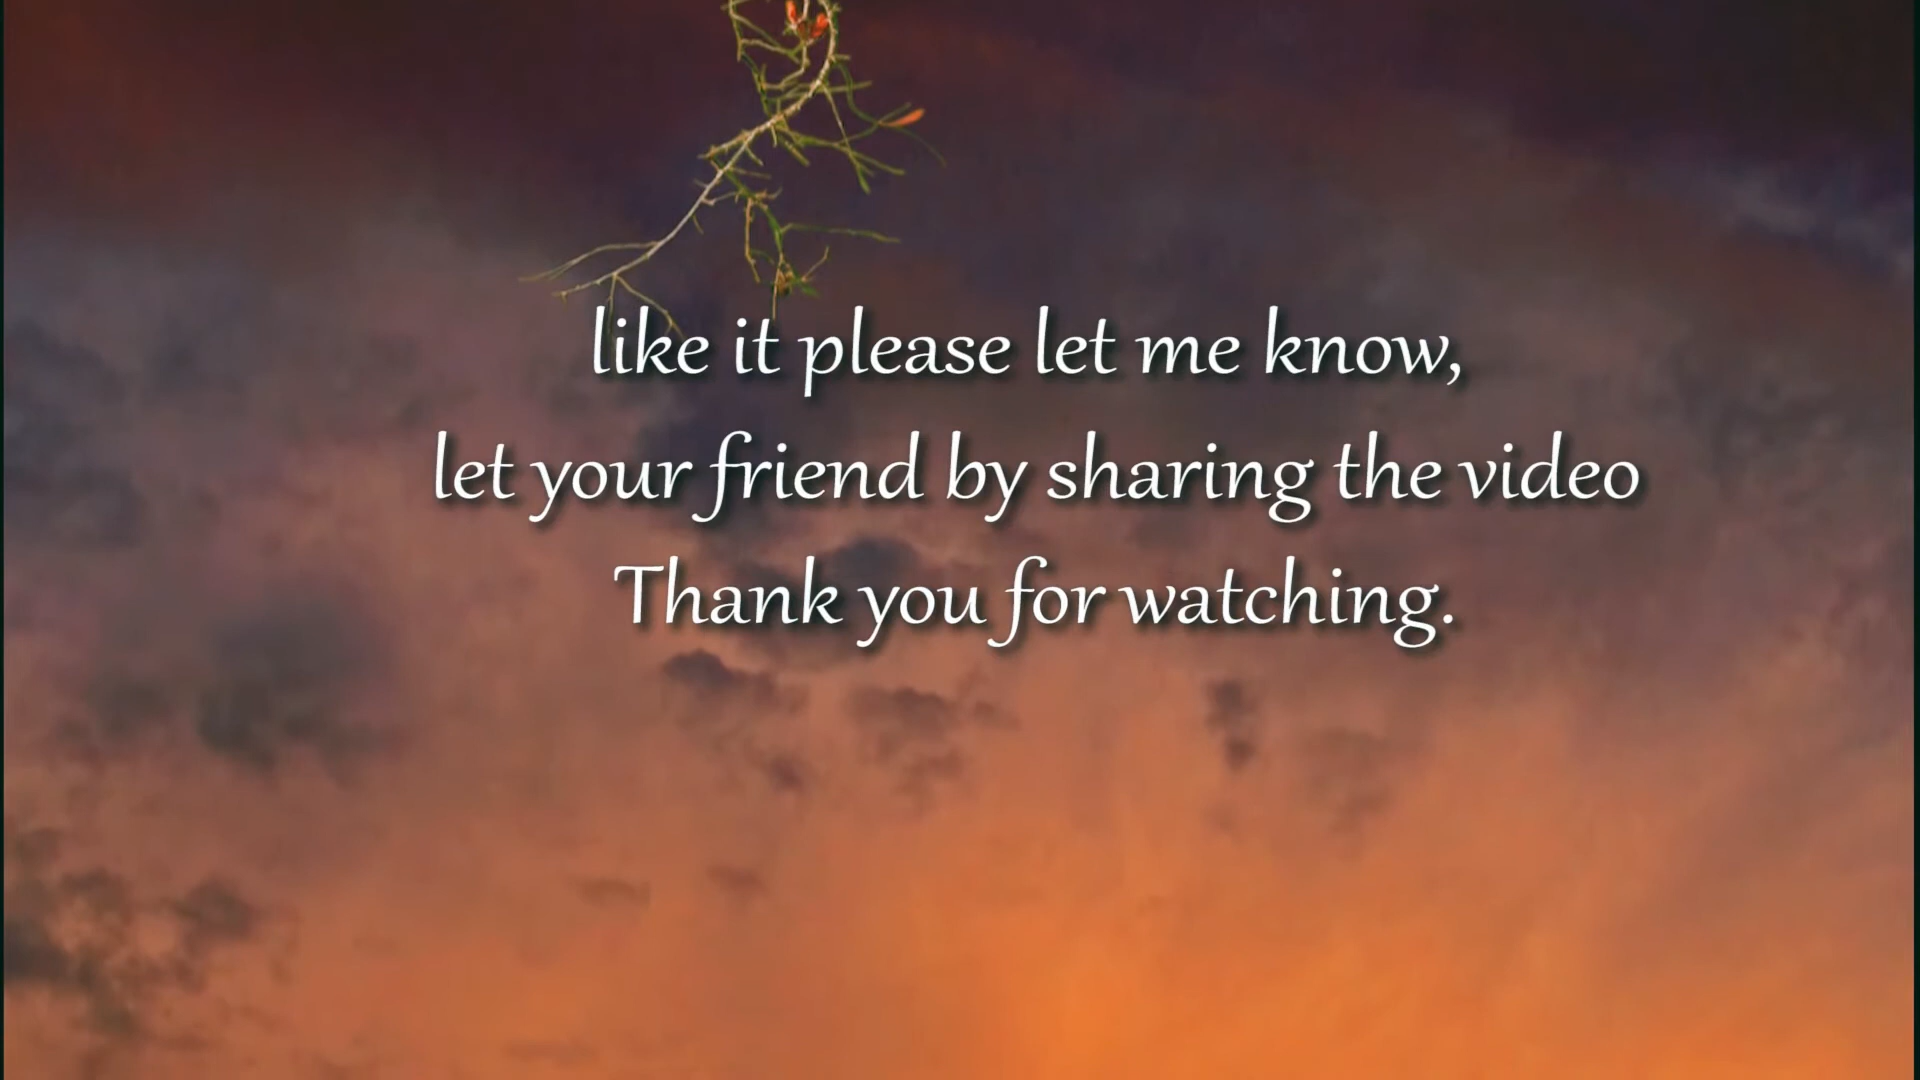 like it please let me know,
let your friend by sharing the video
Thank you for watching.